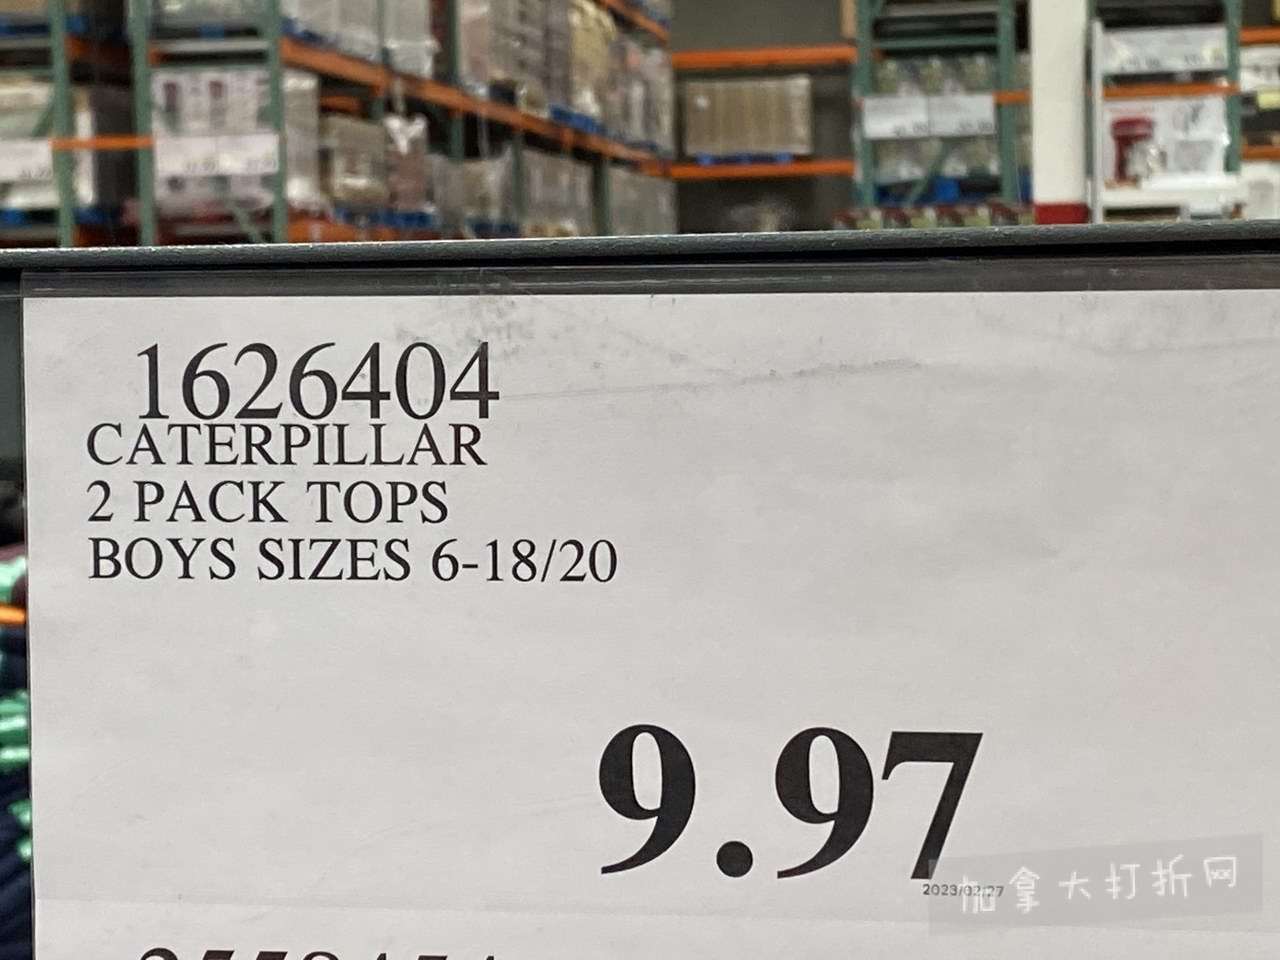 1626404
CATERPILLAR
2 PACK TOPS
BOYS SIZES 6-18/20
9.97
2023/02/27
加拿大打折网